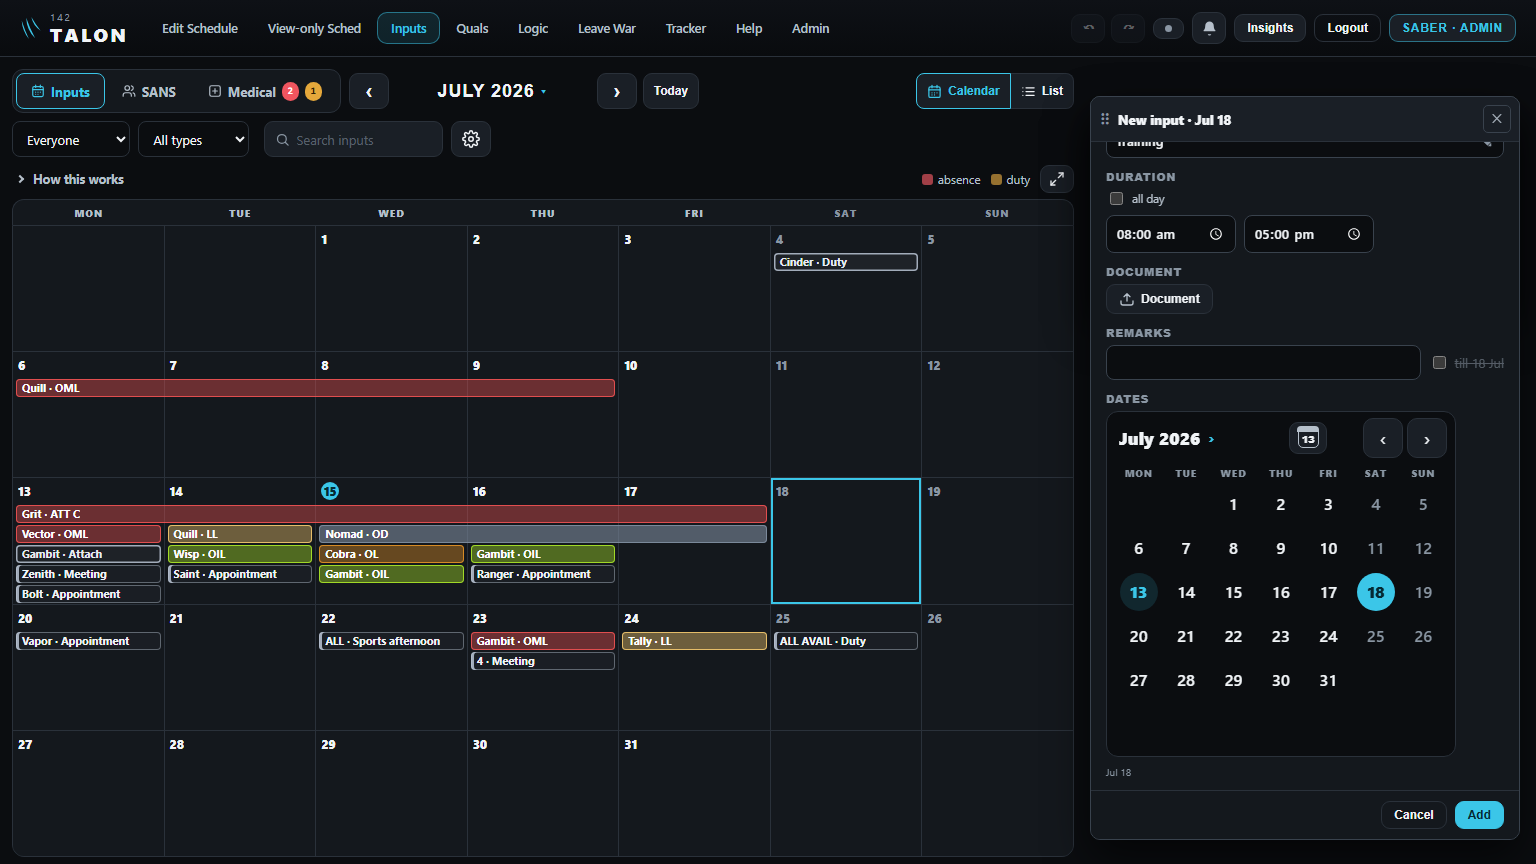 142
TALON
Edit Schedule
View-only Sched
Inputs
Quals
Logic
Leave War
Tracker
Help
Admin
Insights
Logout
SABER · ADMIN
Inputs
SANS
Medical 2 1
‹
JULY 2026
›
Today
Calendar
List
Everyone
All types
Search inputs
How this works
absence
duty
MON TUE WED THU FRI SAT SUN
1 2 3 4 5
Cinder · Duty
6 7 8 9 10 11 12
Quill · OML
13 14 15 16 17 18 19
Grit · ATT C
Vector · OML
Quill · LL
Nomad · OD
Gambit · Attach
Wisp · OIL
Cobra · OL
Gambit · OIL
Zenith · Meeting
Saint · Appointment
Gambit · OIL
Ranger · Appointment
Bolt · Appointment
20 21 22 23 24 25 26
Vapor · Appointment
ALL · Sports afternoon
Gambit · OML
Tally · LL
ALL AVAIL · Duty
4 · Meeting
27 28 29 30 31
New input · Jul 18
Training
DURATION
all day
08:00 am
05:00 pm
DOCUMENT
Document
REMARKS
till 18 Jul
DATES
July 2026 ›
13
‹ ›
MON TUE WED THU FRI SAT SUN
1 2 3 4 5
6 7 8 9 10 11 12
13 14 15 16 17 18 19
20 21 22 23 24 25 26
27 28 29 30 31
Jul 18
Cancel
Add